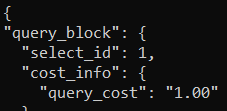 {
"query_block": {
"select_id": 1,
"cost_info": {
"query_cost": "1.00"
}